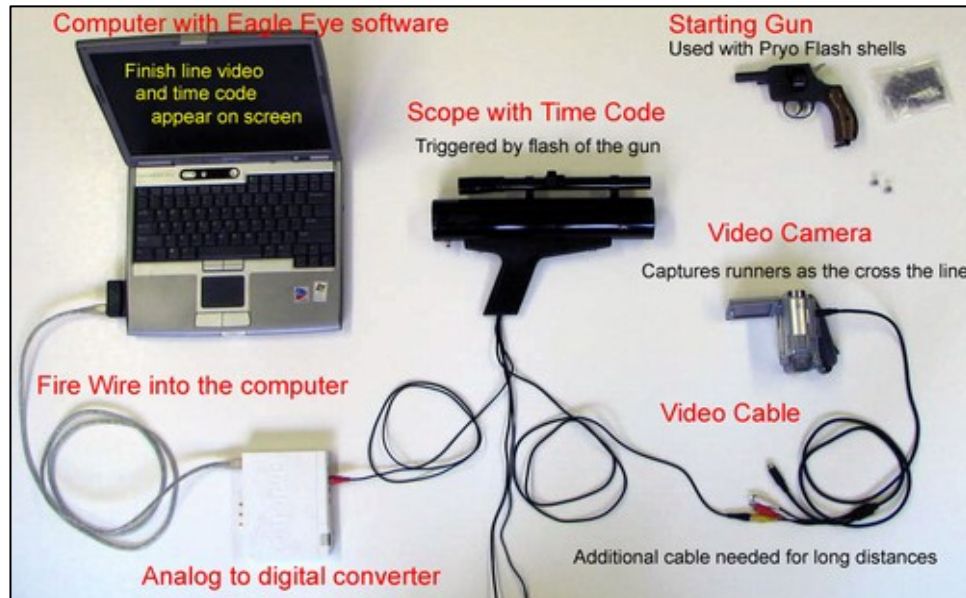 Computer with Eagle Eye software
Finish line video
and time code
appear on screen
Starting Gun
Used with Pryo Flash shells
Scope with Time Code
Triggered by flash of the gun
Video Camera
Captures runners as the cross the line
Fire Wire into the computer
Video Cable
Analog to digital converter
Additional cable needed for long distances